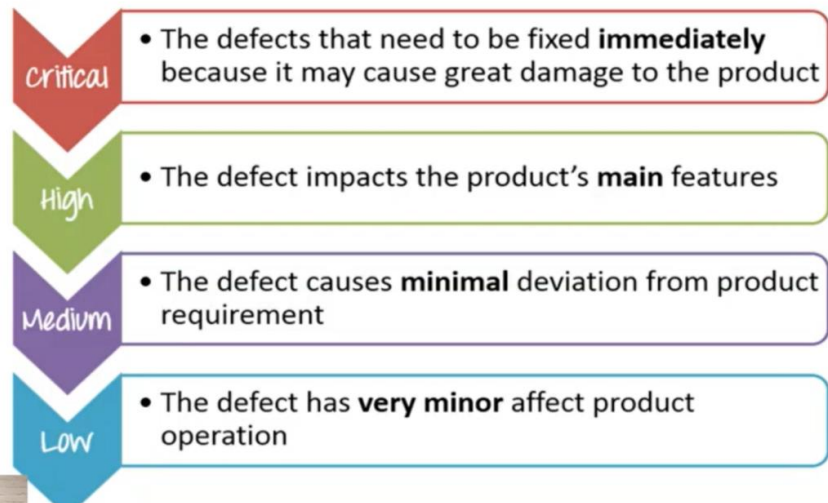 Critical
• The defects that need to be fixed immediately
because it may cause great damage to the product
High
• The defect impacts the product's main features
Medium
• The defect causes minimal deviation from product
requirement
Low
• The defect has very minor affect product
operation